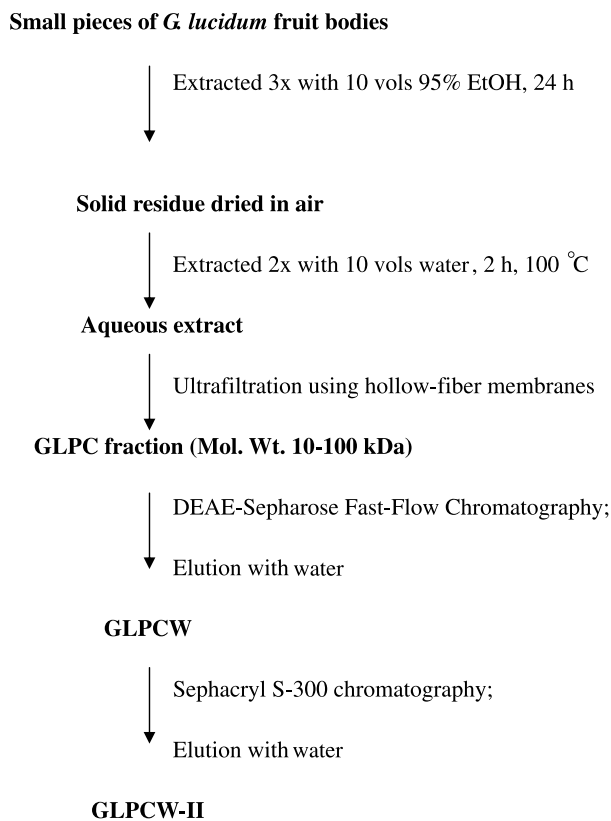 Small pieces of G. lucidum fruit bodies
Extracted 3x with 10 vols 95% EtOH, 24 h
Solid residue dried in air
Extracted 2x with 10 vols water, 2 h, 100 ℃
Aqueous extract
Ultrafiltration using hollow-fiber membranes
GLPC fraction (Mol. Wt. 10-100 kDa)
DEAE-Sepharose Fast-Flow Chromatography;
Elution with water
GLPCW
Sephacryl S-300 chromatography;
Elution with water
GLPCW-II